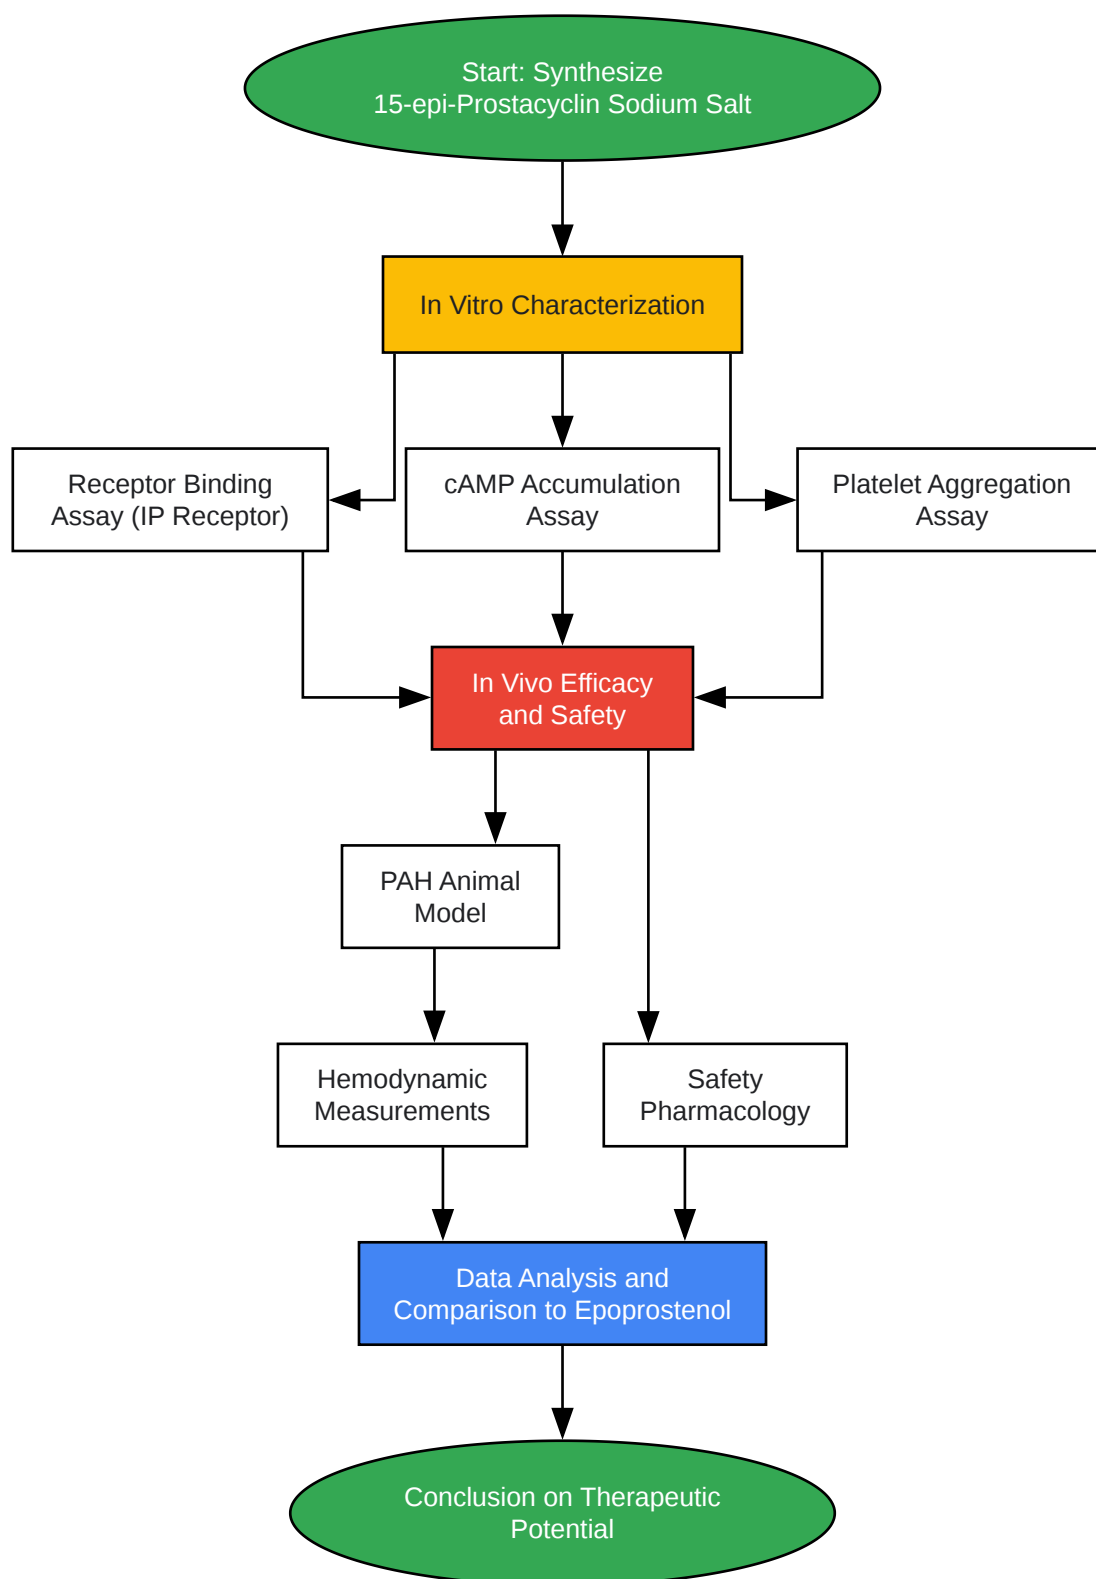 Start: Synthesize
15-epi-Prostacyclin Sodium Salt
In Vitro Characterization
Receptor Binding
Assay (IP Receptor)
cAMP Accumulation
Assay
Platelet Aggregation
Assay
In Vivo Efficacy
and Safety
PAH Animal
Model
Hemodynamic
Measurements
Safety
Pharmacology
Data Analysis and
Comparison to Epoprostenol
Conclusion on Therapeutic
Potential